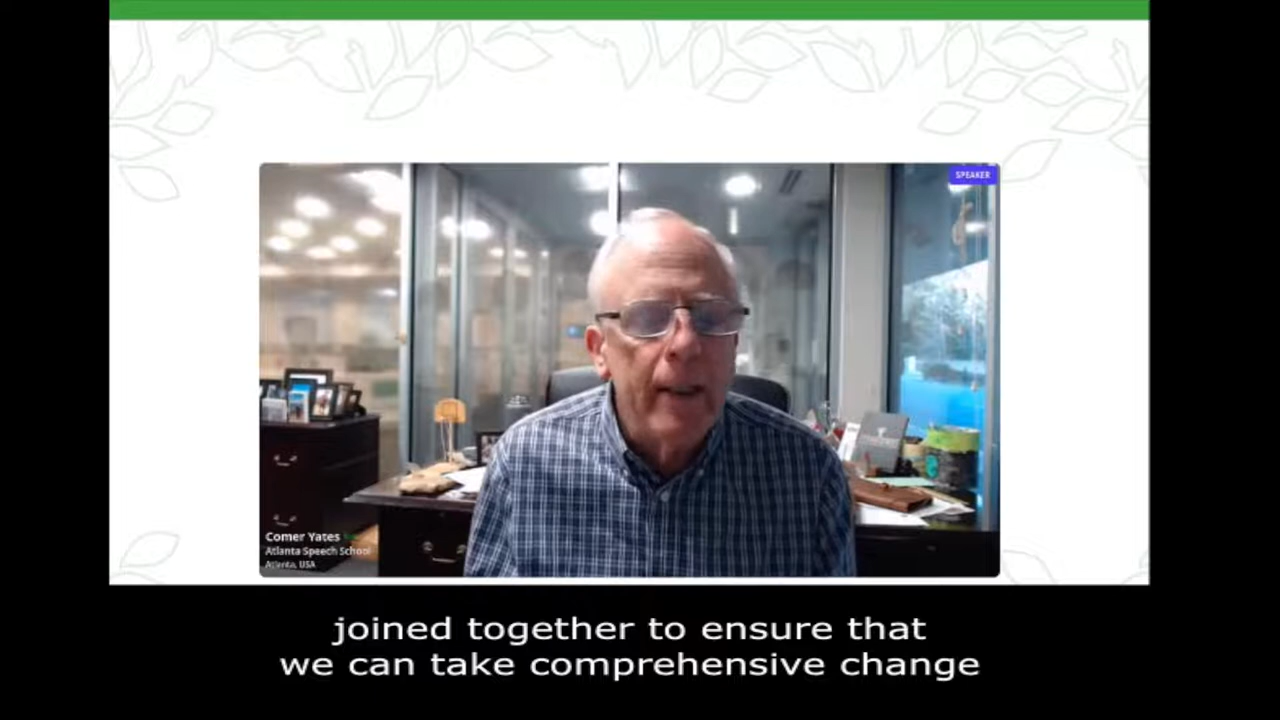 SPEAKER
Comer Yates
Atlanta Speech School
Atlanta, USA
joined together to ensure that
we can take comprehensive change